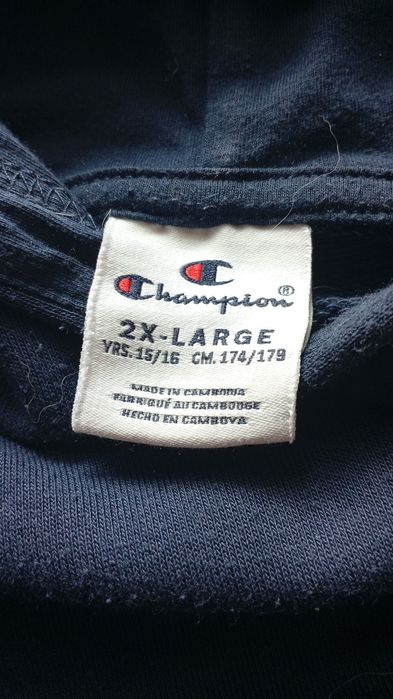 Champion®
2X-LARGE
YRS. 15/16 CM. 174/179
MADE IN CAMBODIA
FABRIQUÉ AU CAMBODGE
HECHO EN CAMBOYA